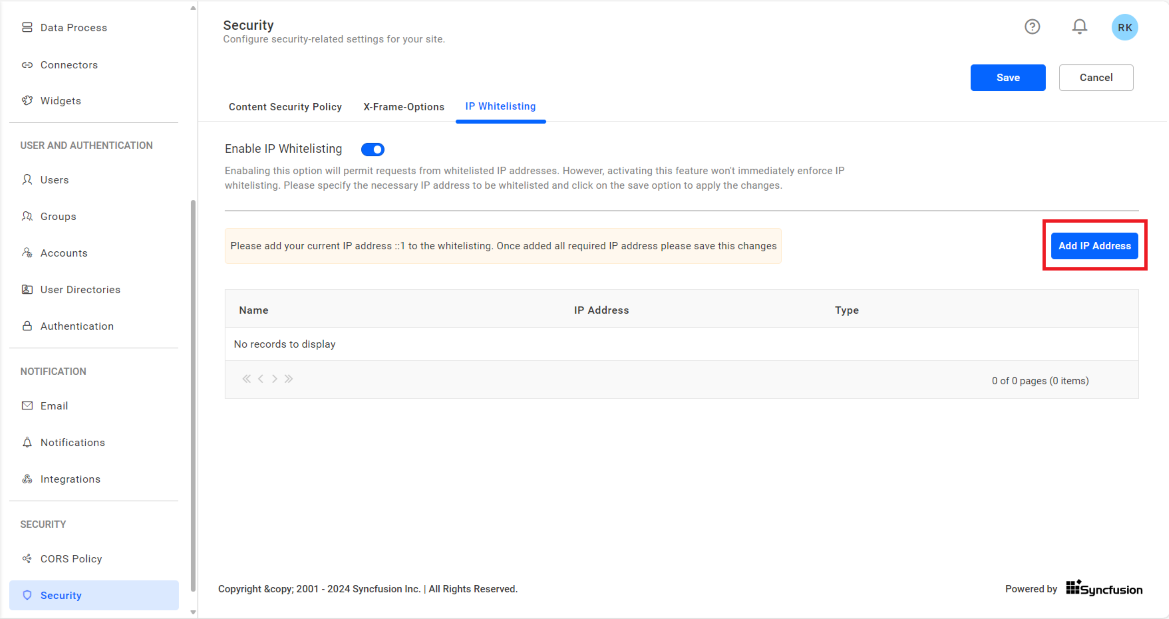 Data Process
Connectors
Widgets
USER AND AUTHENTICATION
Users
Groups
Accounts
User Directories
Authentication
NOTIFICATION
Email
Notifications
Integrations
SECURITY
CORS Policy
Security
Security
Configure security-related settings for your site.
RK
Save
Cancel
Content Security Policy
X-Frame-Options
IP Whitelisting
Enable IP Whitelisting
Enabaling this option will permit requests from whitelisted IP addresses. However, activating this feature won't immediately enforce IP
whitelisting. Please specify the necessary IP address to be whitelisted and click on the save option to apply the changes.
Please add your current IP address ::1 to the whitelisting. Once added all required IP address please save this changes
Add IP Address
Name
IP Address
Type
No records to display
0 of 0 pages (0 items)
Copyright &copy; 2001 - 2024 Syncfusion Inc. | All Rights Reserved.
Powered by
Syncfusion